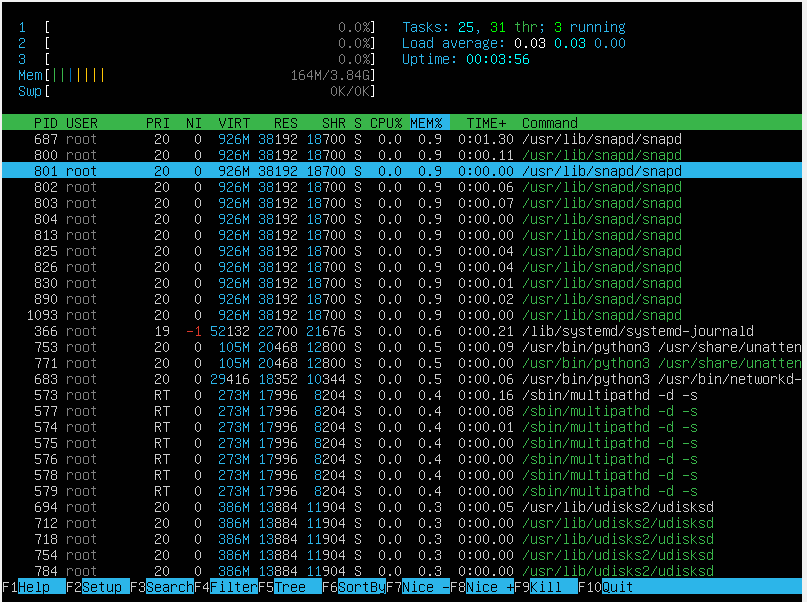 1 [ 0.0%] Tasks: 25, 31 thr; 3 running
2 [ 0.0%] Load average: 0.03 0.03 0.00
3 [ 0.0%] Uptime: 00:03:56
Mem[||||||| 164M/3.84G]
Swp[ 0K/0K]
PID USER PRI NI VIRT RES SHR S CPU% MEM% TIME+ Command
687 root 20 0 926M 38192 18700 S 0.0 0.9 0:01.30 /usr/lib/snapd/snapd
800 root 20 0 926M 38192 18700 S 0.0 0.9 0:00.11 /usr/lib/snapd/snapd
801 root 20 0 926M 38192 18700 S 0.0 0.9 0:00.00 /usr/lib/snapd/snapd
802 root 20 0 926M 38192 18700 S 0.0 0.9 0:00.06 /usr/lib/snapd/snapd
803 root 20 0 926M 38192 18700 S 0.0 0.9 0:00.07 /usr/lib/snapd/snapd
804 root 20 0 926M 38192 18700 S 0.0 0.9 0:00.00 /usr/lib/snapd/snapd
813 root 20 0 926M 38192 18700 S 0.0 0.9 0:00.00 /usr/lib/snapd/snapd
825 root 20 0 926M 38192 18700 S 0.0 0.9 0:00.04 /usr/lib/snapd/snapd
826 root 20 0 926M 38192 18700 S 0.0 0.9 0:00.04 /usr/lib/snapd/snapd
830 root 20 0 926M 38192 18700 S 0.0 0.9 0:00.01 /usr/lib/snapd/snapd
890 root 20 0 926M 38192 18700 S 0.0 0.9 0:00.02 /usr/lib/snapd/snapd
1093 root 20 0 926M 38192 18700 S 0.0 0.9 0:00.00 /usr/lib/snapd/snapd
366 root 19 -1 52132 22700 21676 S 0.0 0.6 0:00.21 /lib/systemd/systemd-journald
753 root 20 0 105M 20468 12800 S 0.0 0.5 0:00.09 /usr/bin/python3 /usr/share/unatten
771 root 20 0 105M 20468 12800 S 0.0 0.5 0:00.00 /usr/bin/python3 /usr/share/unatten
683 root 20 0 29416 18352 10344 S 0.0 0.5 0:00.06 /usr/bin/python3 /usr/bin/networkd-
573 root RT 0 273M 17996 8204 S 0.0 0.4 0:00.16 /sbin/multipathd -d -s
577 root RT 0 273M 17996 8204 S 0.0 0.4 0:00.08 /sbin/multipathd -d -s
574 root RT 0 273M 17996 8204 S 0.0 0.4 0:00.01 /sbin/multipathd -d -s
575 root RT 0 273M 17996 8204 S 0.0 0.4 0:00.00 /sbin/multipathd -d -s
576 root RT 0 273M 17996 8204 S 0.0 0.4 0:00.00 /sbin/multipathd -d -s
578 root RT 0 273M 17996 8204 S 0.0 0.4 0:00.00 /sbin/multipathd -d -s
579 root RT 0 273M 17996 8204 S 0.0 0.4 0:00.00 /sbin/multipathd -d -s
694 root 20 0 386M 13884 11904 S 0.0 0.3 0:00.05 /usr/lib/udisks2/udisksd
712 root 20 0 386M 13884 11904 S 0.0 0.3 0:00.00 /usr/lib/udisks2/udisksd
718 root 20 0 386M 13884 11904 S 0.0 0.3 0:00.00 /usr/lib/udisks2/udisksd
754 root 20 0 386M 13884 11904 S 0.0 0.3 0:00.00 /usr/lib/udisks2/udisksd
784 root 20 0 386M 13884 11904 S 0.0 0.3 0:00.00 /usr/lib/udisks2/udisksd
F1Help F2Setup F3SearchF4FilterF5Tree F6SortByF7Nice -F8Nice +F9Kill F10Quit